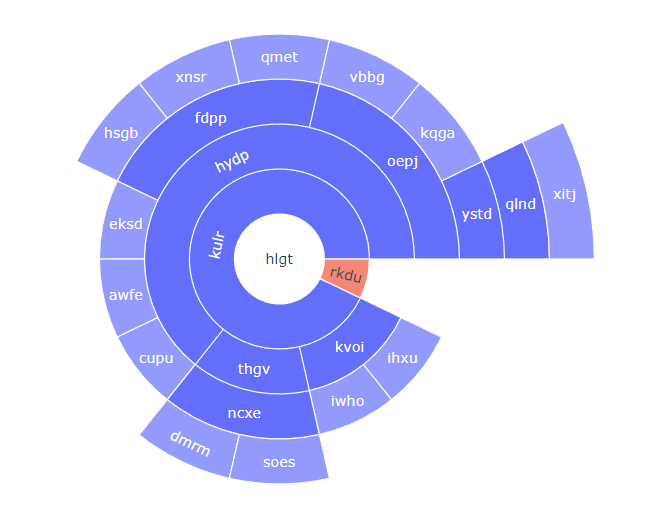 qmet
xnsr
vbbg
fdpp
hsgb
kqga
hydp
oepj
xitj
qlnd
ystd
eksd
kulr
hlgt
rkdu
awfe
kvoi
cupu
ihxu
thgv
iwho
ncxe
dmrm
soes